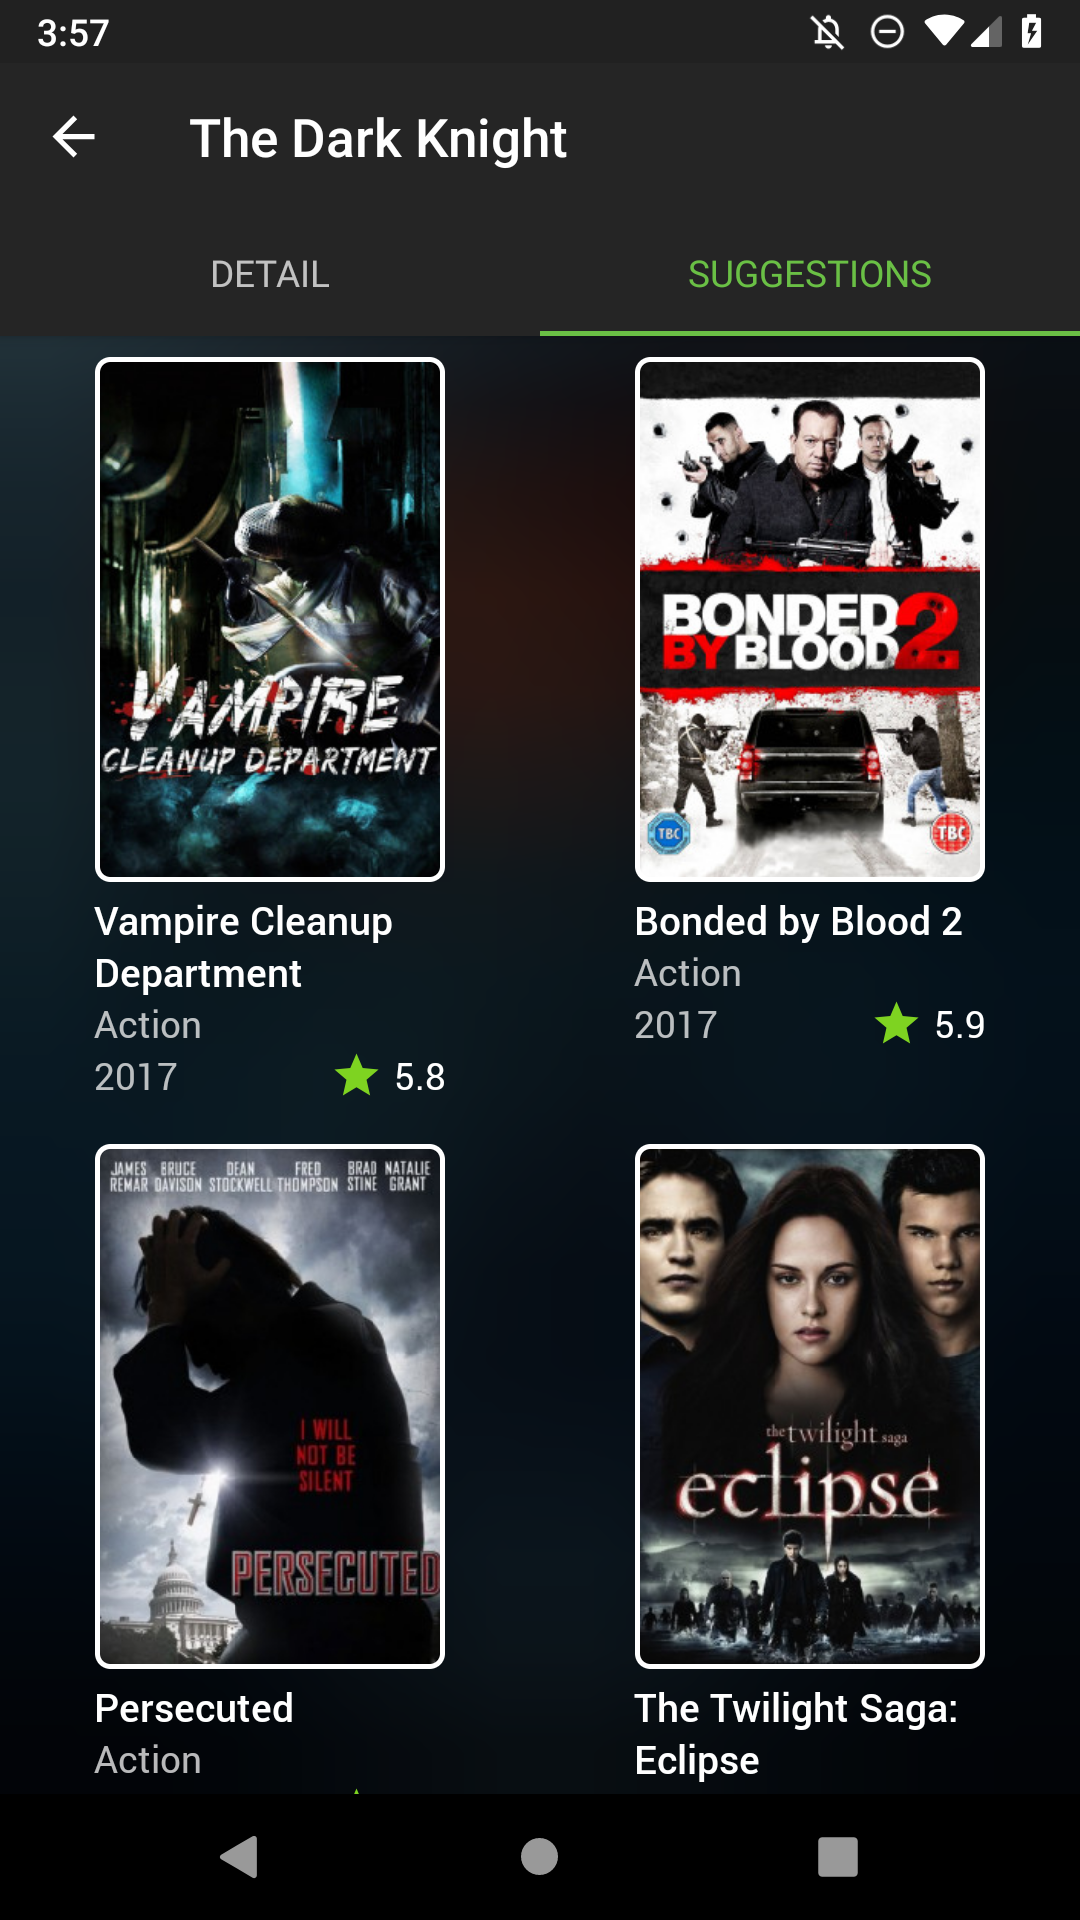 3:57
The Dark Knight
DETAIL
SUGGESTIONS
VAMPIRE
CLEANUP DEPARTMENT
BONDED
BY BLOOD 2
TBC
TBC
Vampire Cleanup
Department
Action
2017
5.8
Bonded by Blood 2
Action
2017
5.9
JAMES REMAR
BRUCE DAVISON
DEAN STOCKWELL
FRED THOMPSON
BRAD STINE
NATALIE GRANT
I WILL
NOT BE
SILENT
PERSECUTED
the twilight saga
eclipse
Persecuted
Action
The Twilight Saga:
Eclipse